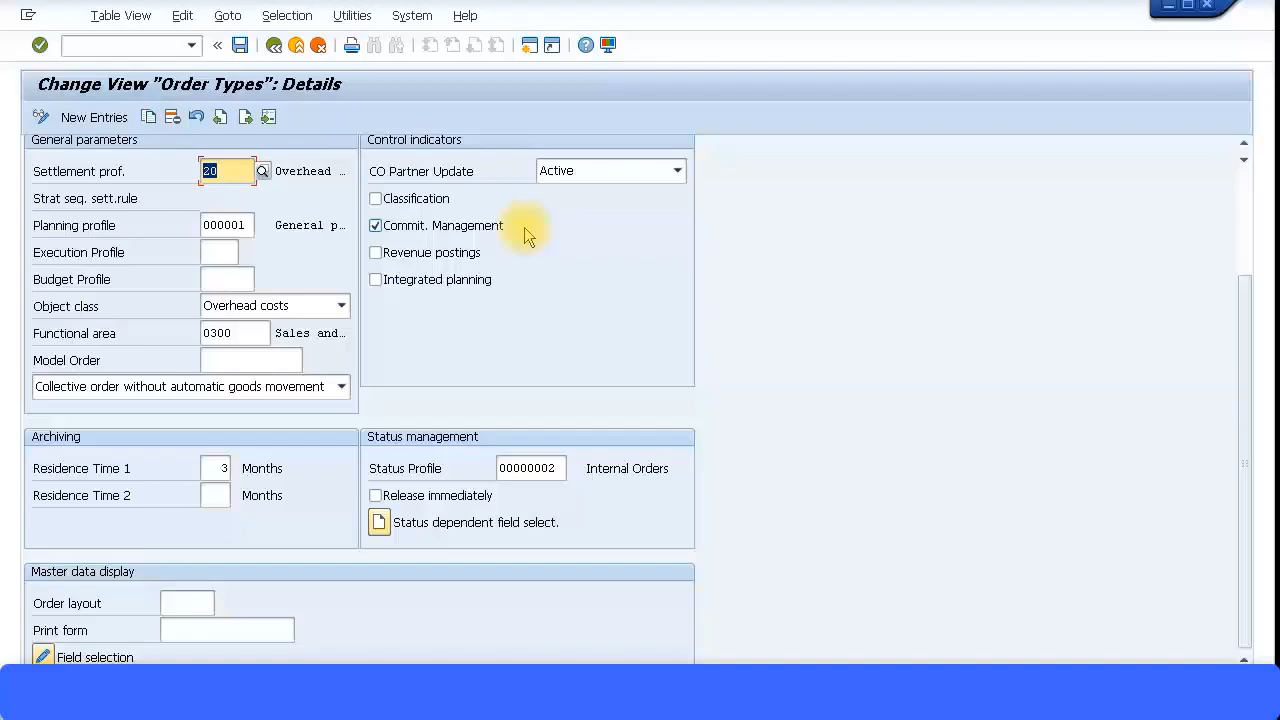 Table View Edit Goto Selection Utilities System Help
«
Change View "Order Types": Details
New Entries
General parameters
Settlement prof. 20 Overhead …
Strat seq. sett.rule
Planning profile 000001 General p…
Execution Profile
Budget Profile
Object class Overhead costs
Functional area 0300 Sales and…
Model Order
Collective order without automatic goods movement
Control indicators
CO Partner Update Active
Classification
Commit. Management
Revenue postings
Integrated planning
Archiving
Residence Time 1 3 Months
Residence Time 2 Months
Status management
Status Profile 00000002 Internal Orders
Release immediately
Status dependent field select.
Master data display
Order layout
Print form
Field selection